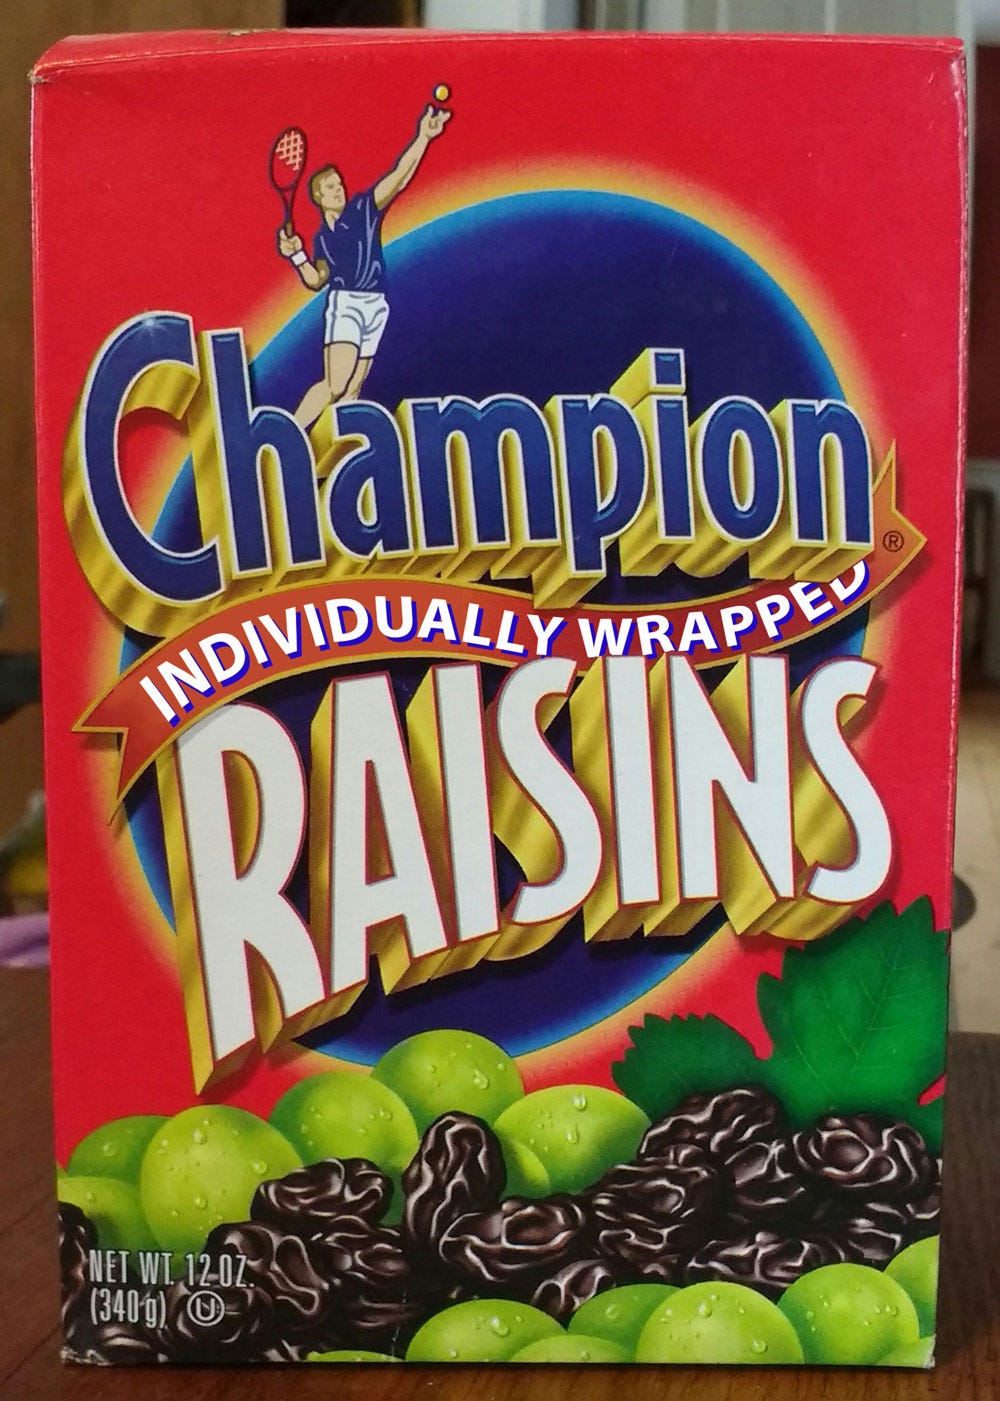 Champion®
INDIVIDUALLY WRAPPED
RAISINS
NET WT. 12 OZ.
(340 g) U